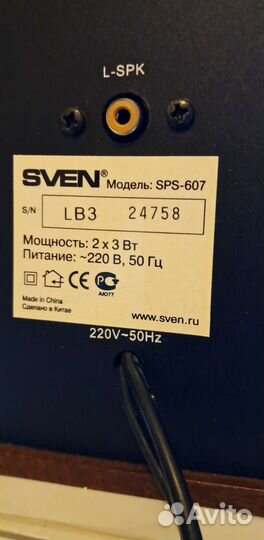 L-SPK
SVEN® Модель: SPS-607
S/N LB3 24758
Мощность: 2 x 3 Вт
Питание: ~220 В, 50 Гц
CE АЮ77
Made in China
Сделано в Китае
www.sven.ru
220V~50Hz
Avito